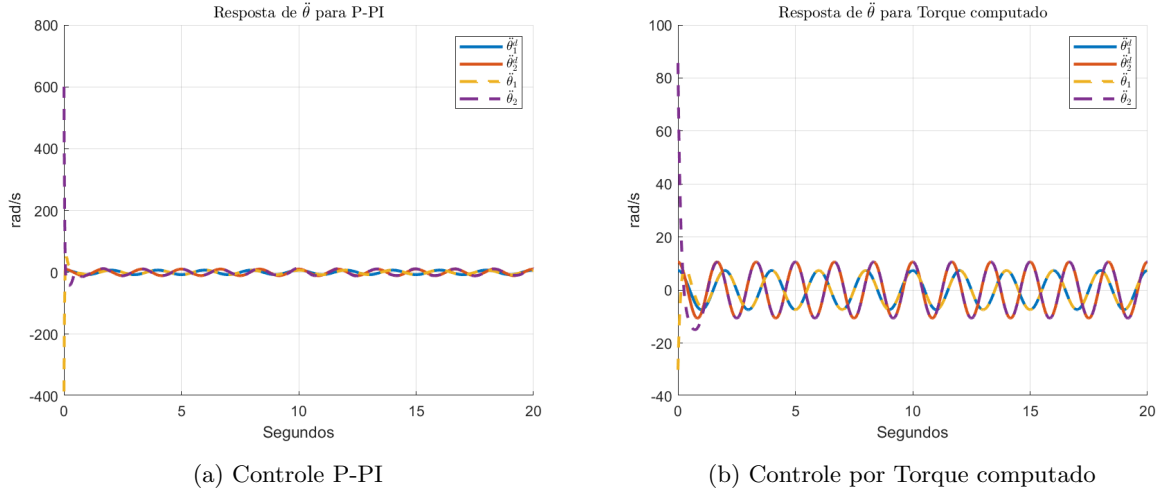 Resposta de θ̈ para P-PI
800
600
400
200
0
-200
-400
rad/s
0 5 10 15 20
Segundos
θ̈₁ᵈ
θ̈₂ᵈ
θ̈₁
θ̈₂
(a) Controle P-PI
Resposta de θ̈ para Torque computado
100
80
60
40
20
0
-20
-40
rad/s
0 5 10 15 20
Segundos
θ̈₁ᵈ
θ̈₂ᵈ
θ̈₁
θ̈₂
(b) Controle por Torque computado